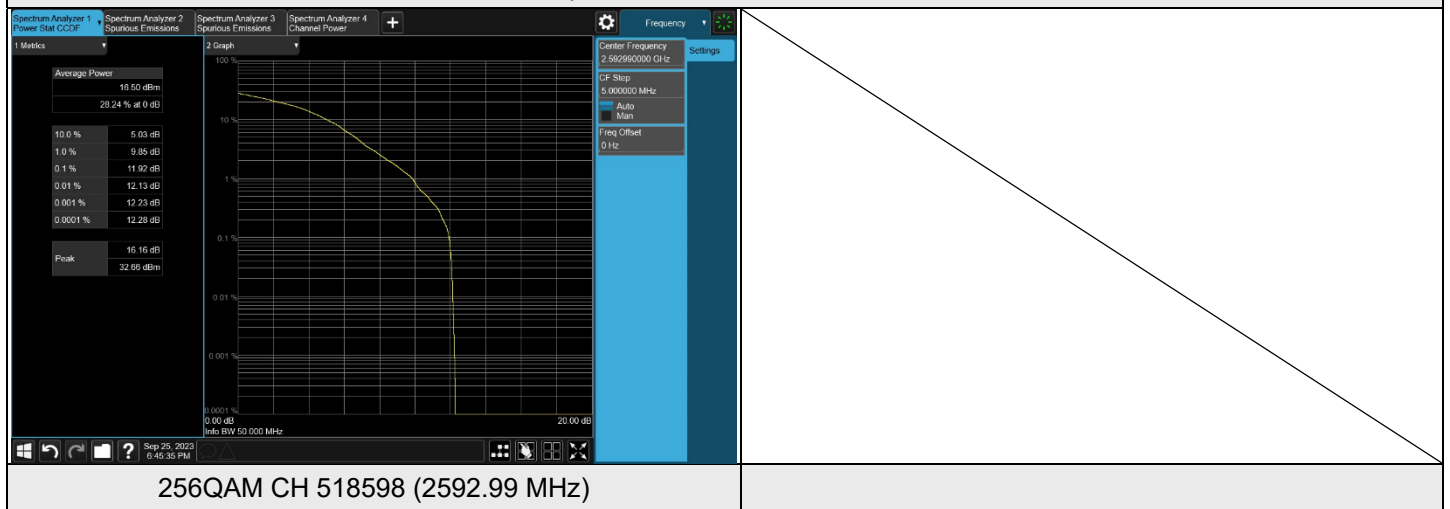 Spectrum Analyzer 1
Power Stat CCDF
Spectrum Analyzer 2
Spurious Emissions
Spectrum Analyzer 3
Spurious Emissions
Spectrum Analyzer 4
Channel Power
+
Frequency
1 Metrics
Average Power
16.50 dBm
28.24 % at 0 dB
10.0 % 5.03 dB
1.0 % 9.85 dB
0.1 % 11.92 dB
0.01 % 12.13 dB
0.001 % 12.23 dB
0.0001 % 12.28 dB
Peak
16.16 dB
32.66 dBm
2 Graph
100 %
10 %
1 %
0.1 %
0.01 %
0.001 %
0.0001 %
0.00 dB 20.00 dB
Info BW 50.000 MHz
Center Frequency
2.592990000 GHz
Settings
CF Step
5.000000 MHz
Auto
Man
Freq Offset
0 Hz
?
Sep 25, 2023
6:45:35 PM
256QAM CH 518598 (2592.99 MHz)